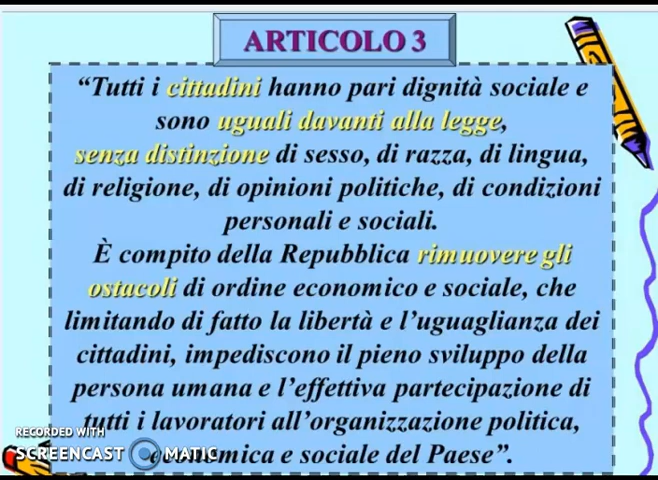 ARTICOLO 3
“Tutti i cittadini hanno pari dignità sociale e
sono uguali davanti alla legge,
senza distinzione di sesso, di razza, di lingua,
di religione, di opinioni politiche, di condizioni
personali e sociali.
È compito della Repubblica rimuovere gli
ostacoli di ordine economico e sociale, che
limitando di fatto la libertà e l’uguaglianza dei
cittadini, impediscono il pieno sviluppo della
persona umana e l’effettiva partecipazione di
tutti i lavoratori all’organizzazione politica,
e sociale del Paese”.
RECORDED WITH
SCREENCAST MATIC